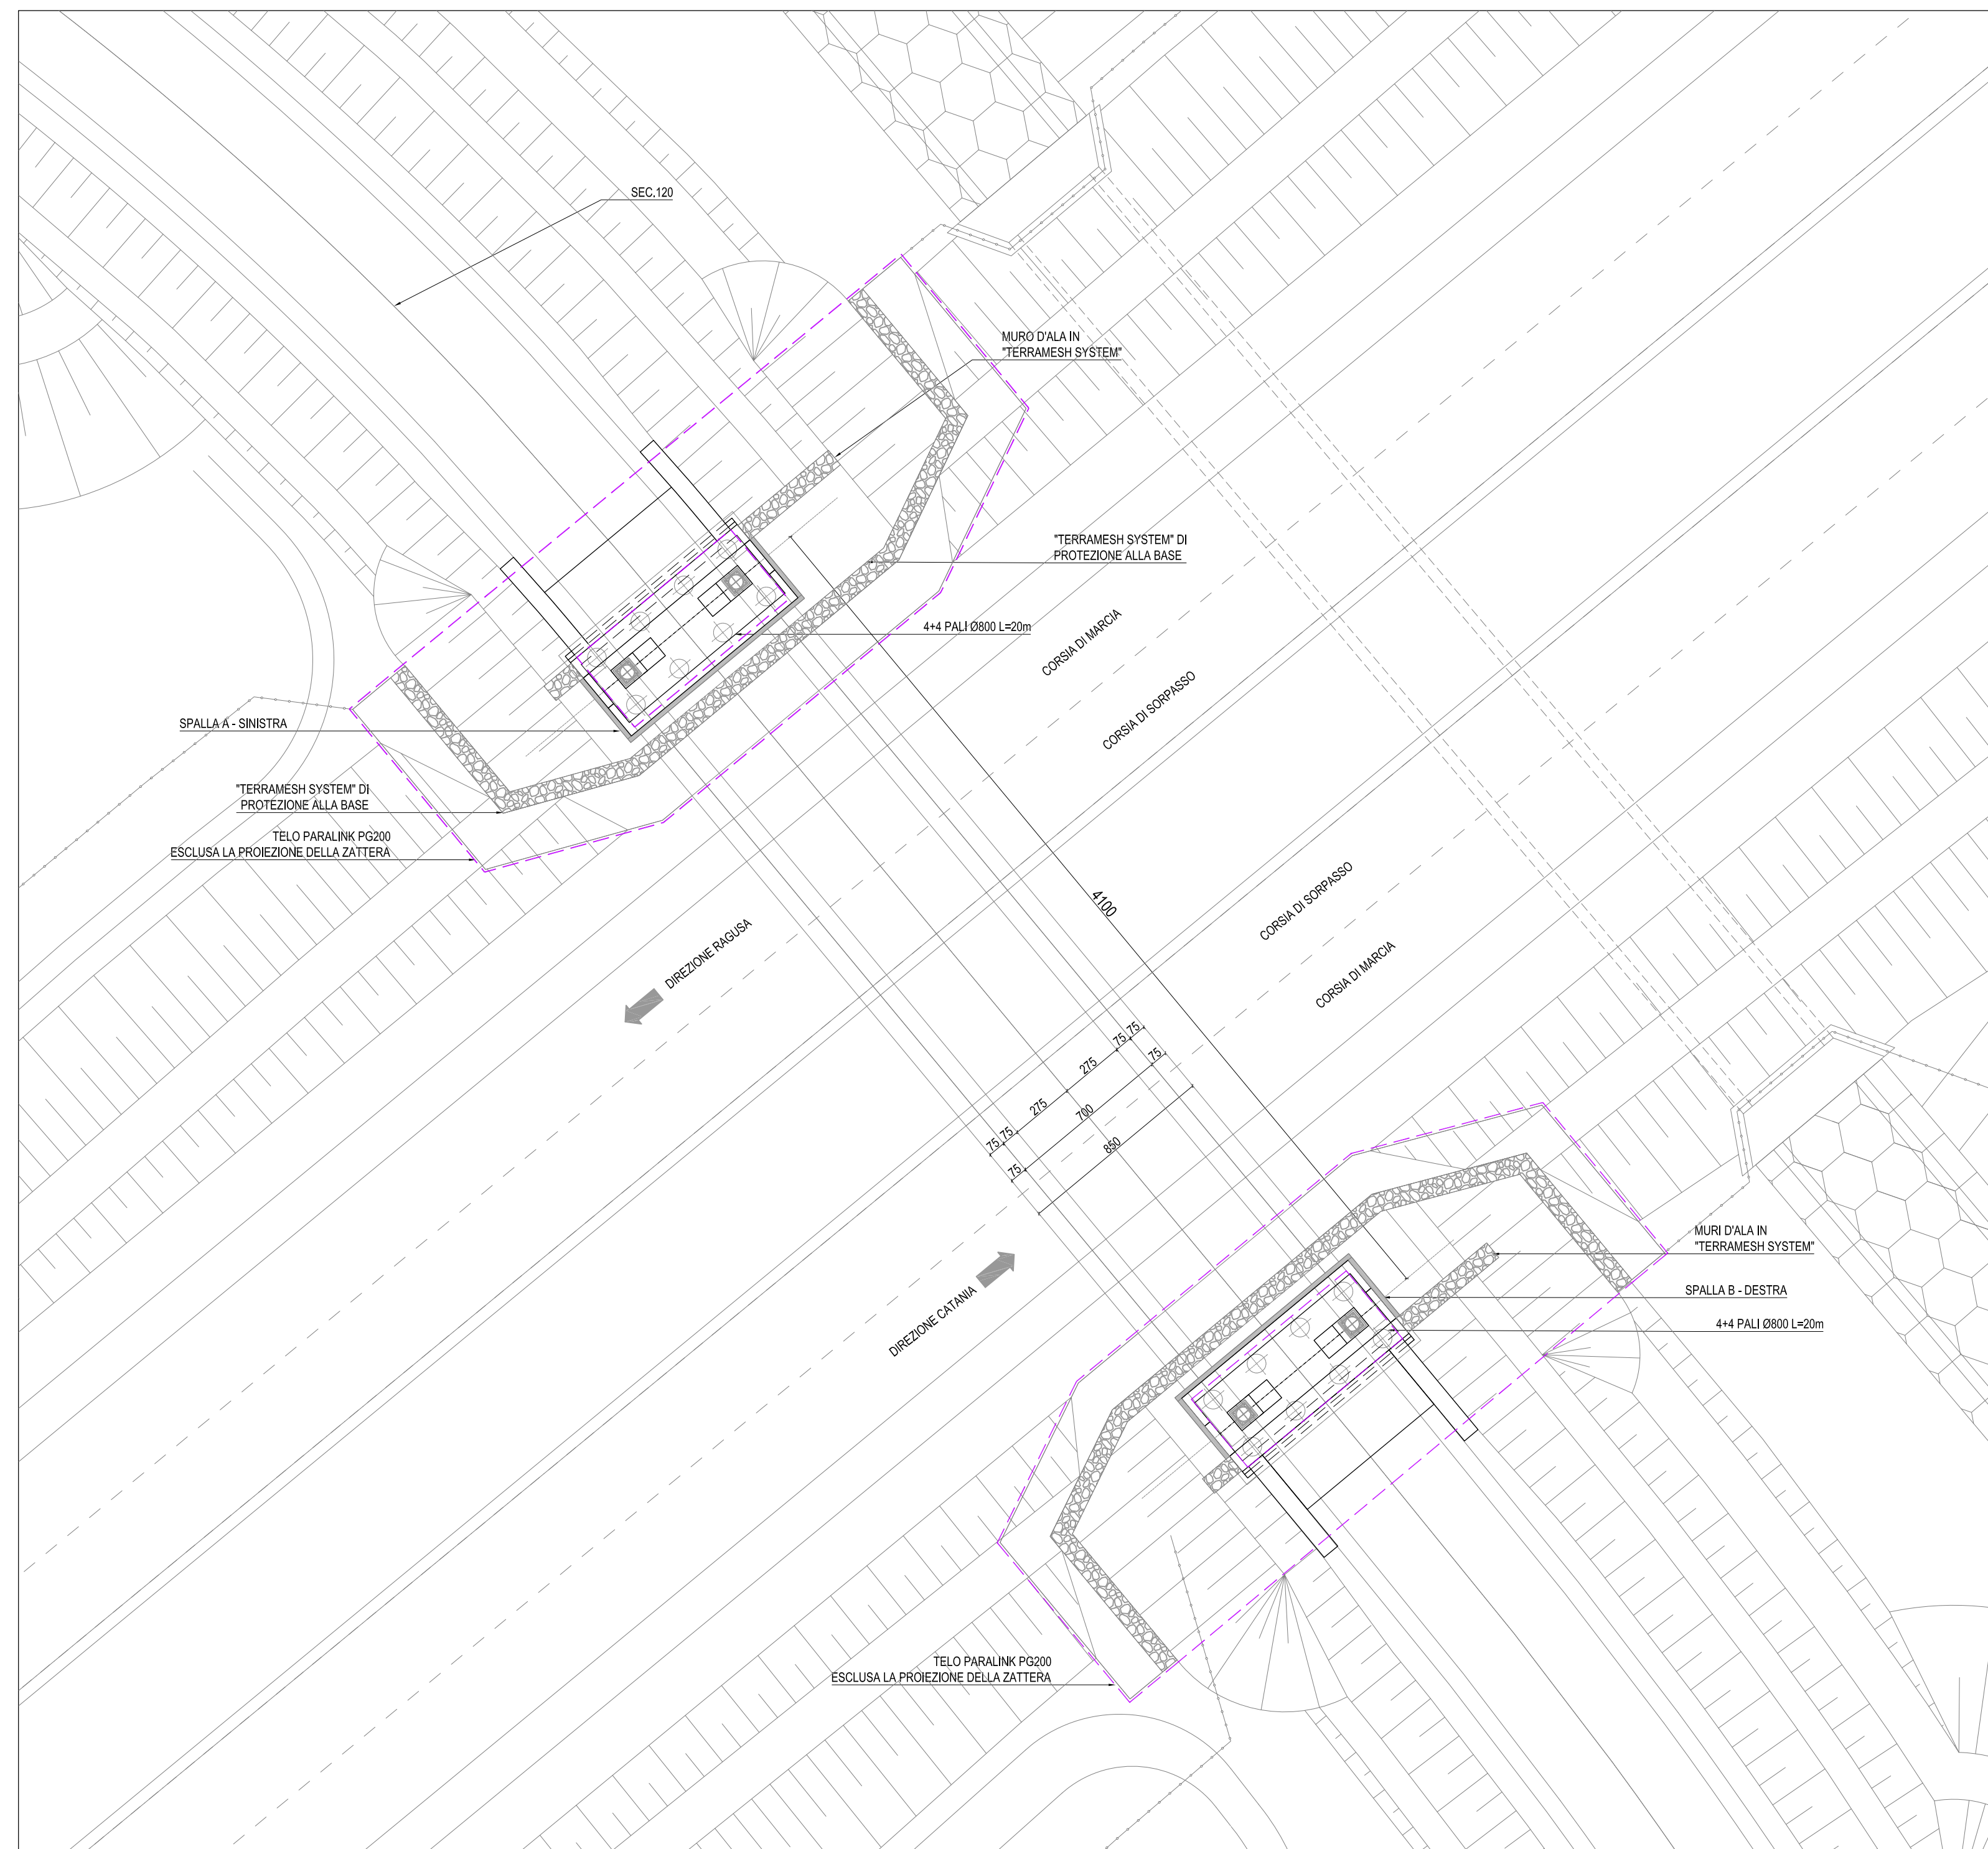 SEC.120
MURO D'ALA IN
"TERRAMESH SYSTEM"
"TERRAMESH SYSTEM" DI
PROTEZIONE ALLA BASE
4+4 PALI Ø800 L=20m
CORSIA DI MARCIA
CORSIA DI SORPASSO
SPALLA A - SINISTRA
"TERRAMESH SYSTEM" DI
PROTEZIONE ALLA BASE
TELO PARALINK PG200
ESCLUSA LA PROIEZIONE DELLA ZATTERA
4100
CORSIA DI SORPASSO
CORSIA DI MARCIA
DIREZIONE RAGUSA
75 75 275 275 75 75
75 700 75
850
DIREZIONE CATANIA
MURI D'ALA IN
"TERRAMESH SYSTEM"
SPALLA B - DESTRA
4+4 PALI Ø800 L=20m
TELO PARALINK PG200
ESCLUSA LA PROIEZIONE DELLA ZATTERA